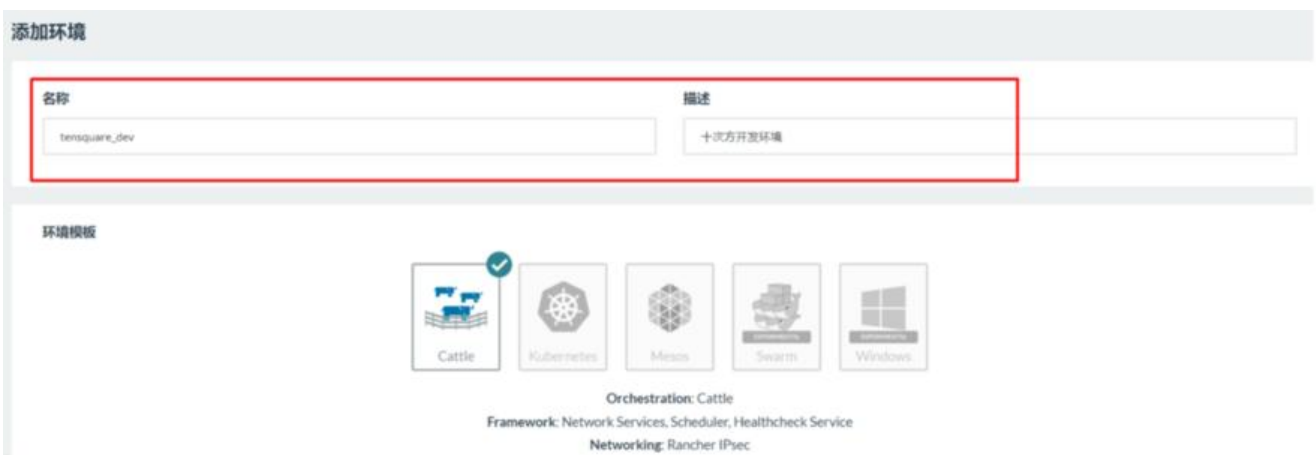 添加环境
名称 描述
tensquare_dev 十次方开发环境
环境模板
Cattle Kubernetes Mesos Swarm Windows
Orchestration: Cattle
Framework: Network Services, Scheduler, Healthcheck Service
Networking: Rancher IPsec